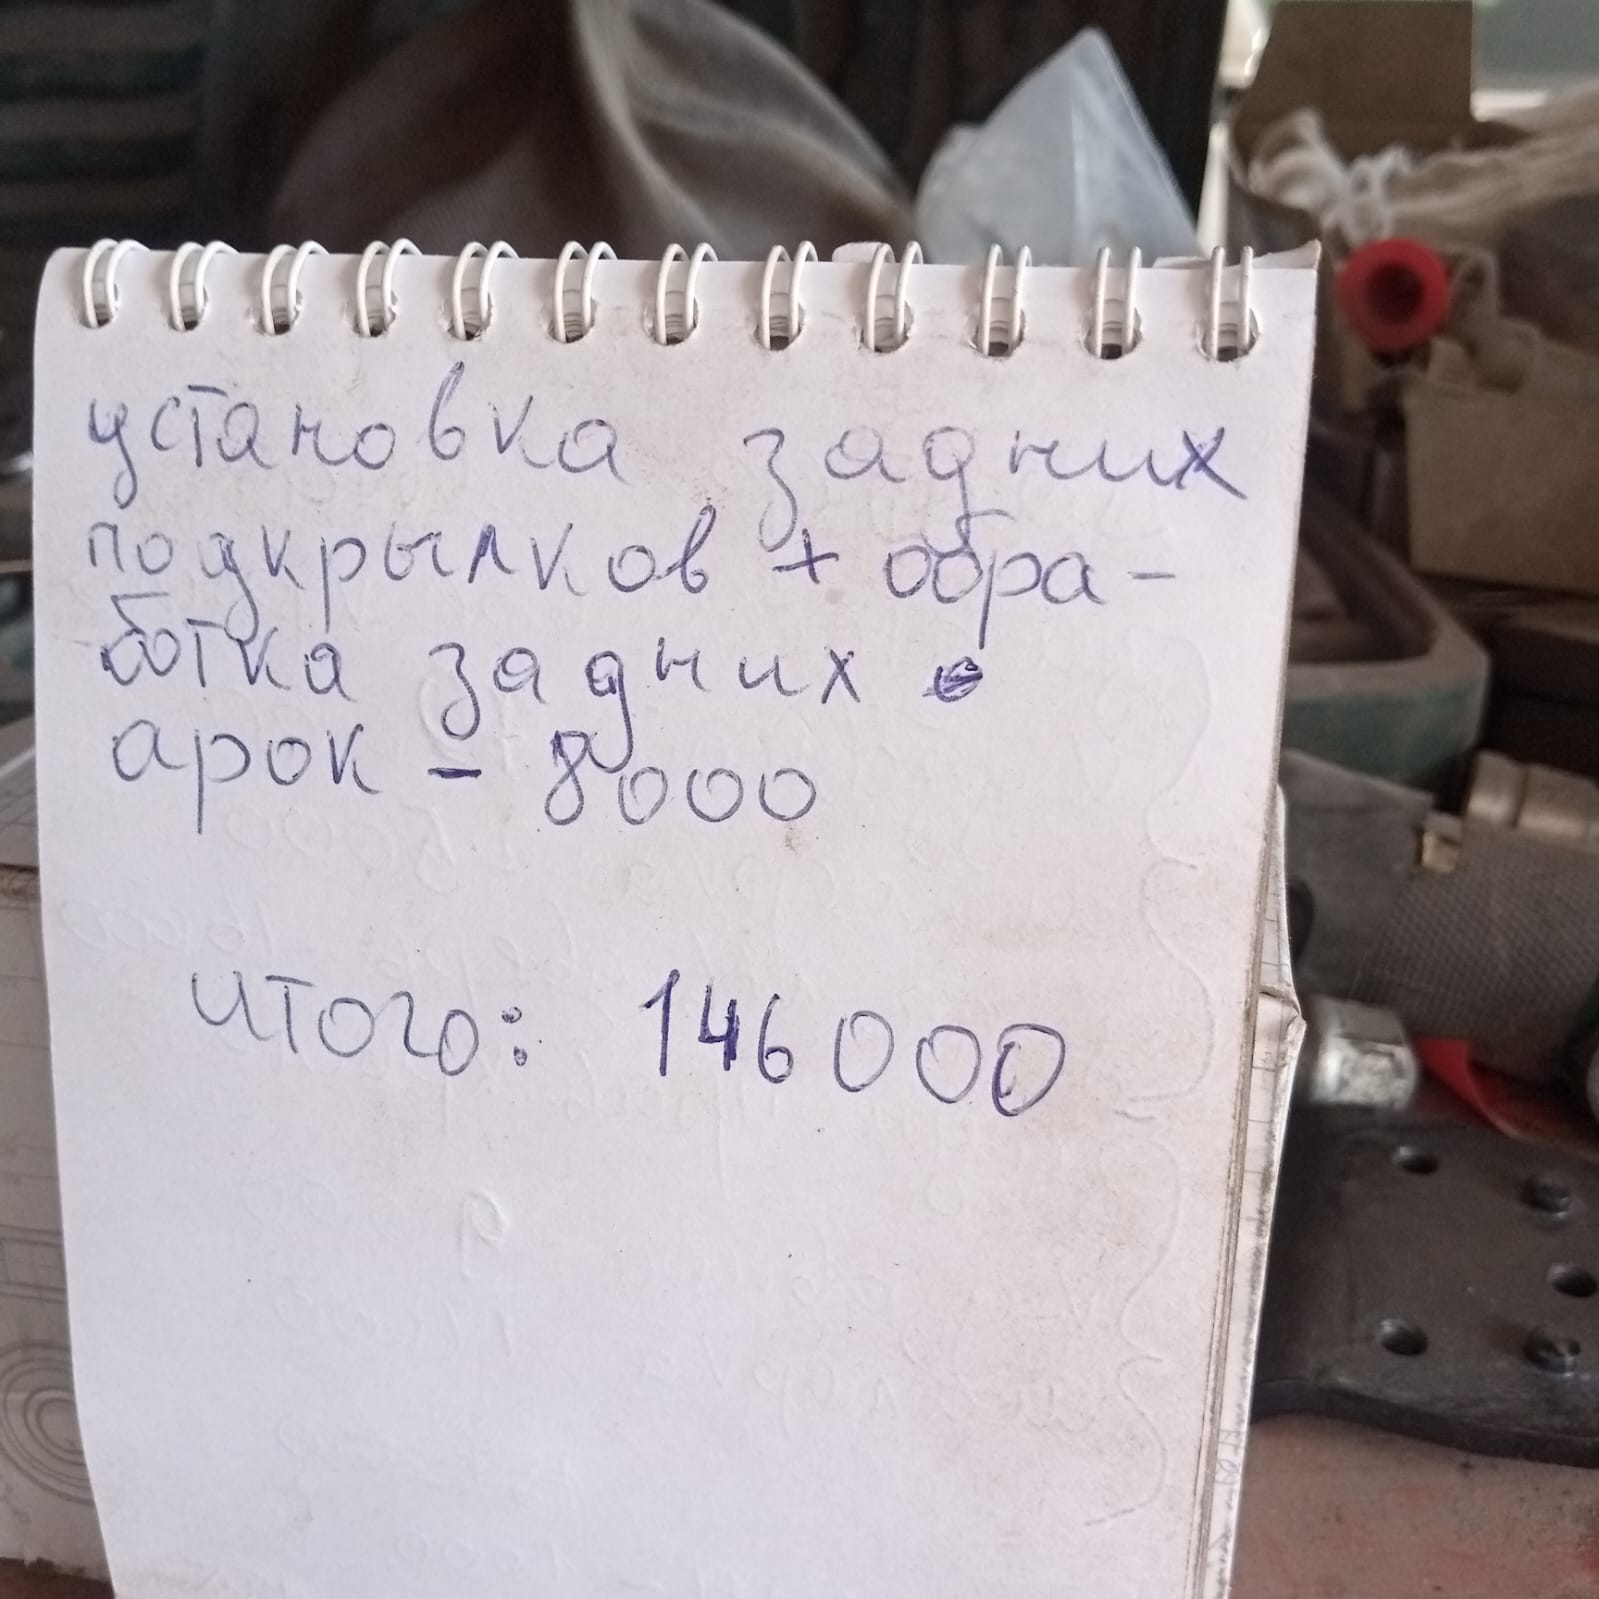 установка задних
подкрылков + обра-
ботка задних
арок - 8000
итого: 146000